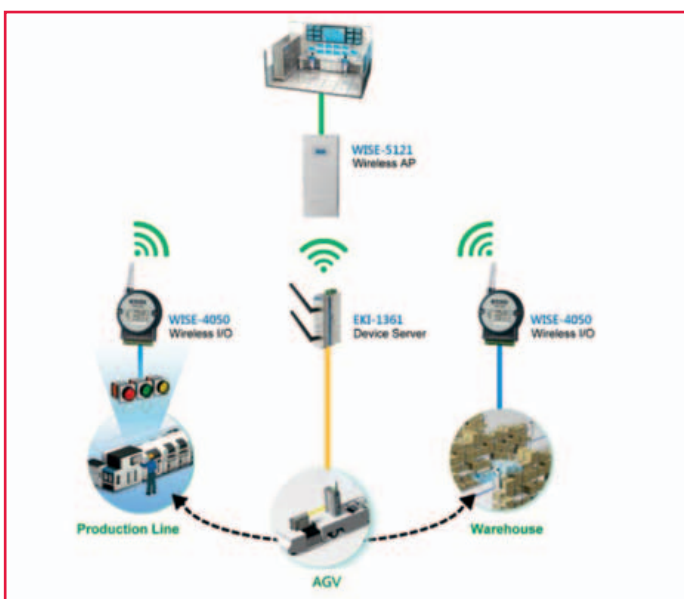 WISE-5121
Wireless AP
WISE-4050
Wireless I/O
EKI-1361
Device Server
WISE-4050
Wireless I/O
Production Line
Warehouse
AGV